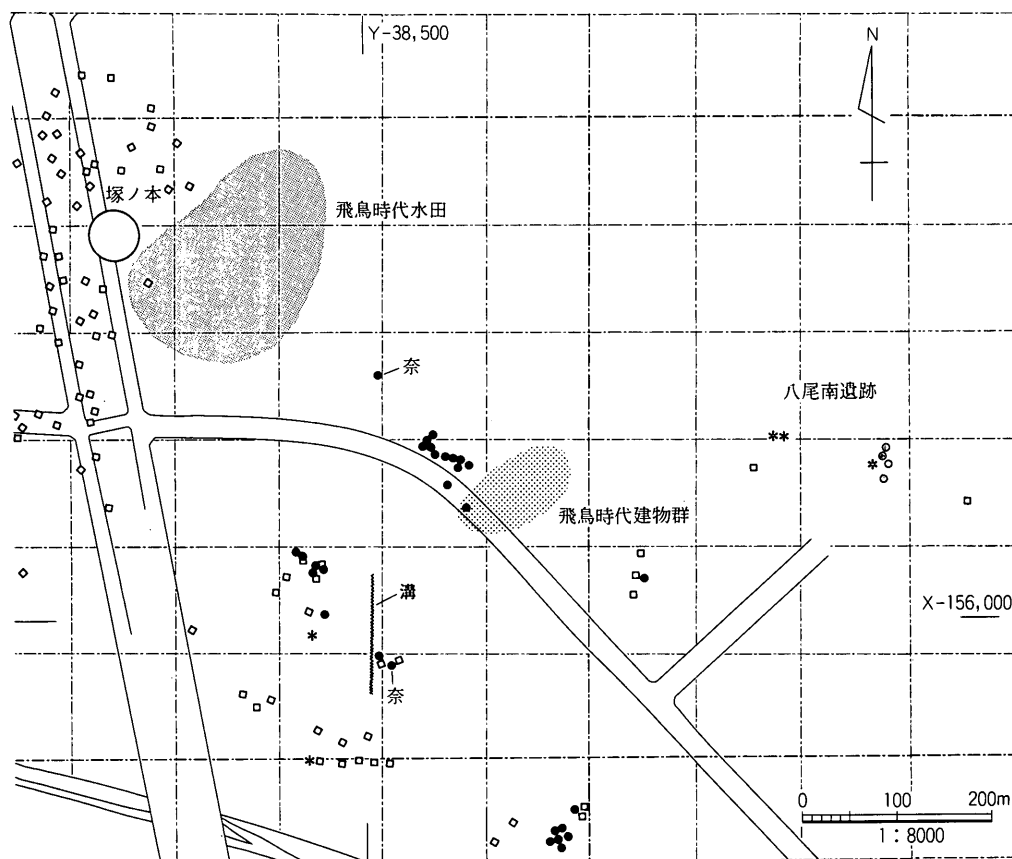 Y-38,500
N
塚ノ本
飛鳥時代水田
奈
八尾南遺跡
飛鳥時代建物群
溝
X-156,000
奈
0 100 200m
1:8000